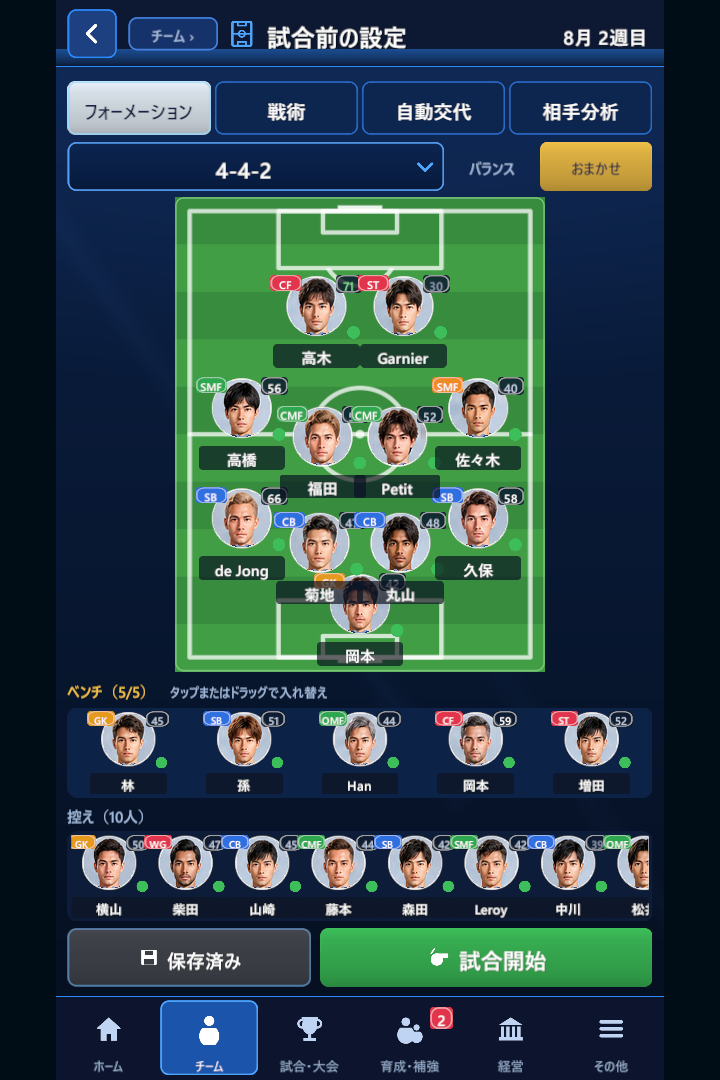 チーム ›
試合前の設定
8月 2週目
フォーメーション
戦術
自動交代
相手分析
4-4-2
バランス
おまかせ
CF 71
ST 30
高木
Garnier
SMF 56
SMF 40
CMF
CMF 52
高橋
佐々木
福田
Petit
SB 66
SB 58
CB
CB 48
de Jong
久保
菊地
丸山
GK 42
岡本
ベンチ（5/5）
タップまたはドラッグで入れ替え
GK 45
SB 51
OMF 44
CF 59
ST 52
林
孫
Han
岡本
増田
控え（10人）
GK 50
WG 47
CB 45
CMF 44
SB 42
SMF 42
CB 39
OMF
横山
柴田
山崎
藤本
森田
Leroy
中川
保存済み
試合開始
2
ホーム
チーム
試合・大会
育成・補強
経営
その他